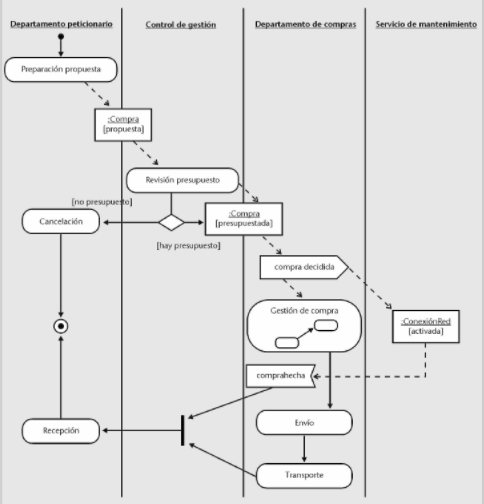 Departamento peticionario
Control de gestión
Departamento de compras
Servicio de mantenimiento
Preparación propuesta
:Compra
[propuesta]
Revisión presupuesto
[no presupuesto]
Cancelación
:Compra
[presupuestada]
[hay presupuesto]
compra decidida
Gestión de compra
:ConexiónRed
[activada]
comprahecha
Recepción
Envío
Transporte